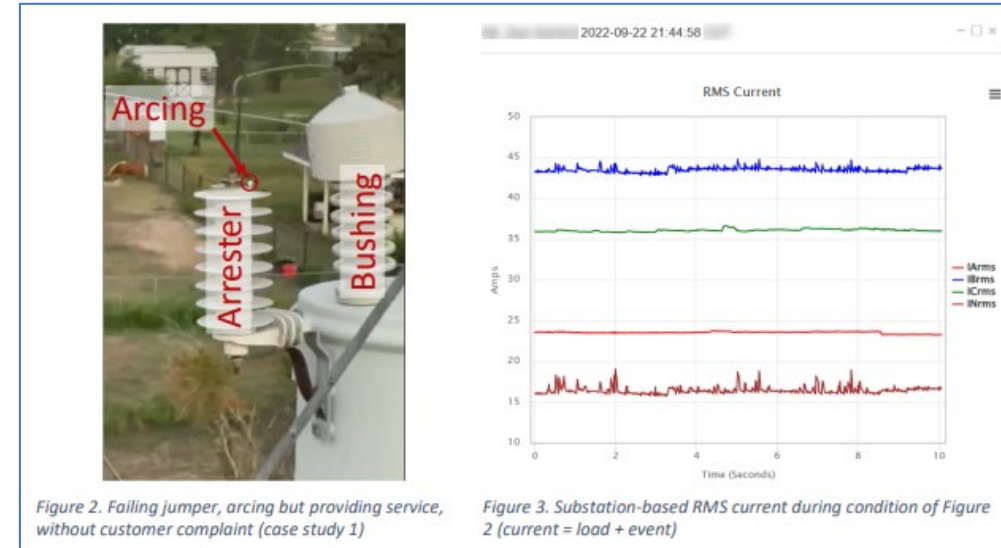 Arcing
Arrester
Bushing
Figure 2. Failing jumper, arcing but providing service,
without customer complaint (case study 1)
2022-09-22 21:44:58
RMS Current
50
45
40
35
30
25
20
15
10
Amps
0 2 4 6 8 10
Time (Seconds)
IArms
IBrms
ICrms
INrms
Figure 3. Substation-based RMS current during condition of Figure
2 (current = load + event)